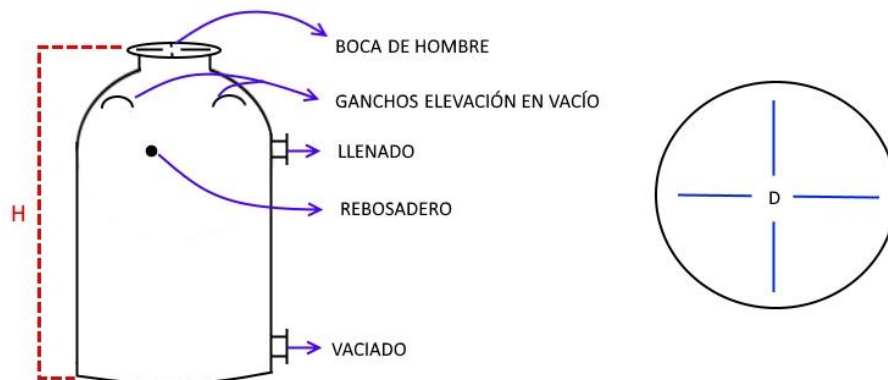 BOCA DE HOMBRE
GANCHOS ELEVACIÓN EN VACÍO
LLENADO
H
REBOSADERO
D
VACIADO